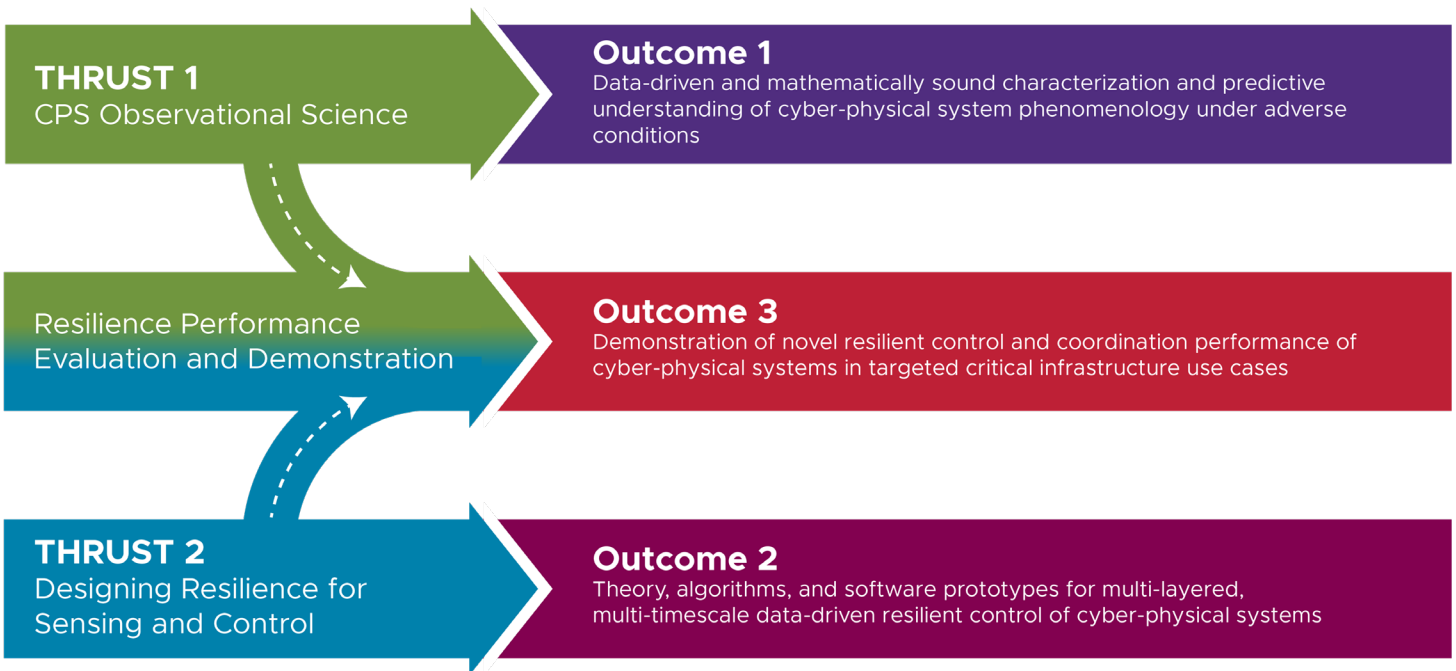 THRUST 1
CPS Observational Science
Outcome 1
Data-driven and mathematically sound characterization and predictive
understanding of cyber-physical system phenomenology under adverse
conditions
Resilience Performance
Evaluation and Demonstration
Outcome 3
Demonstration of novel resilient control and coordination performance of
cyber-physical systems in targeted critical infrastructure use cases
THRUST 2
Designing Resilience for
Sensing and Control
Outcome 2
Theory, algorithms, and software prototypes for multi-layered,
multi-timescale data-driven resilient control of cyber-physical systems